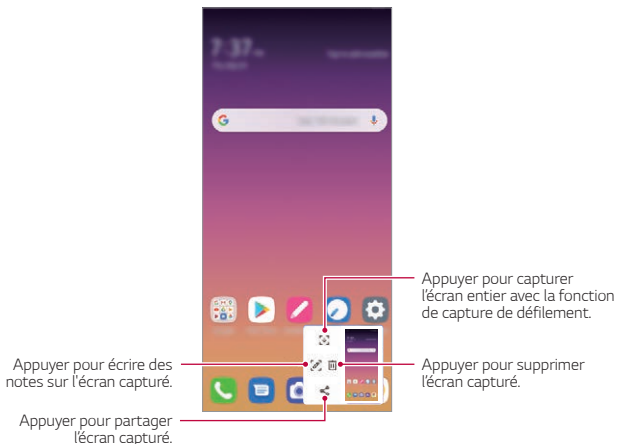 7:37
Appuyer pour capturer
l'écran entier avec la fonction
de capture de défilement.
Appuyer pour écrire des
notes sur l'écran capturé.
Appuyer pour supprimer
l'écran capturé.
Appuyer pour partager
l'écran capturé.